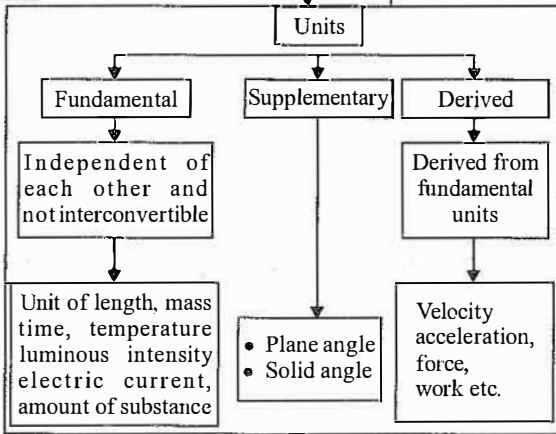 Units
Fundamental
Supplementary
Derived
Independent of
each other and
not interconvertible
Derived from
fundamental
units
Unit of length, mass
time, temperature
luminous intensity
electric current,
amount of substance
• Plane angle
• Solid angle
Velocity
acceleration,
force,
work etc.